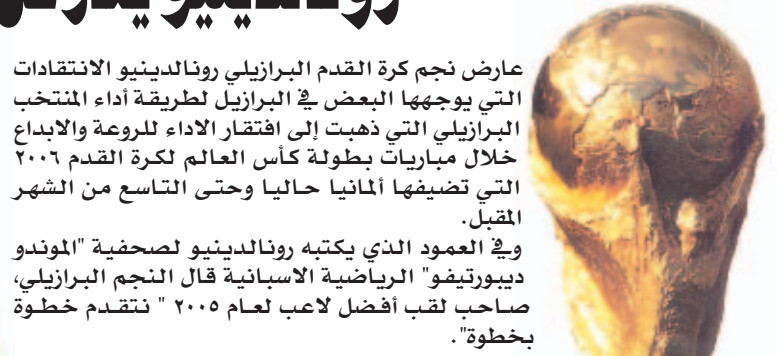 رونالدينيو
عارض نجم كرة القدم البرازيلي رونالدينيو الانتقادات
التي يوجهها البعض في البرازيل لطريقة أداء المنتخب
البرازيلي التي ذهبت إلى افتقار الاداء للروعة والابداع
خلال مباريات بطولة كأس العالم لكرة القدم ٢٠٠٦
التي تضيفها ألمانيا حاليا وحتى التاسع من الشهر
المقبل.
وفي العمود الذي يكتبه رونالدينيو لصحفية "الموندو
ديبورتيفو" الرياضية الاسبانية قال النجم البرازيلي،
صاحب لقب أفضل لاعب لعام ٢٠٠٥ " نتقدم خطوة
بخطوة".